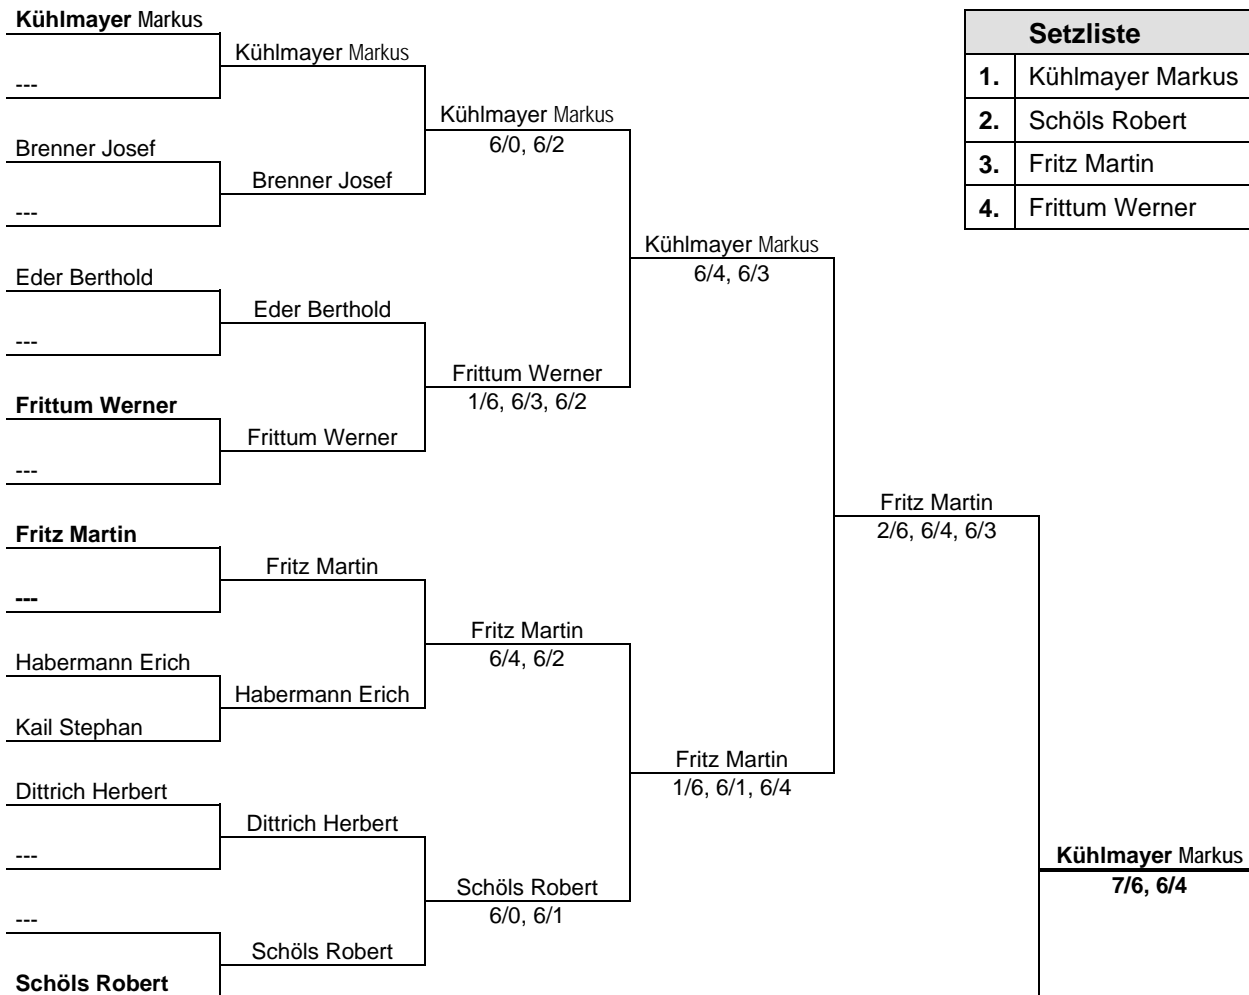 Kühlmayer Markus
---
Brenner Josef
---
Eder Berthold
---
Frittum Werner
---
Fritz Martin
---
Habermann Erich
Kail Stephan
Dittrich Herbert
---
---
Schöls Robert
Kühlmayer Markus
Brenner Josef
Eder Berthold
Frittum Werner
Fritz Martin
Habermann Erich
Dittrich Herbert
Schöls Robert
Kühlmayer Markus
6/0, 6/2
Frittum Werner
1/6, 6/3, 6/2
Fritz Martin
6/4, 6/2
Schöls Robert
6/0, 6/1
Kühlmayer Markus
6/4, 6/3
Fritz Martin
1/6, 6/1, 6/4
Fritz Martin
2/6, 6/4, 6/3
Kühlmayer Markus
7/6, 6/4
Setzliste
1. Kühlmayer Markus
2. Schöls Robert
3. Fritz Martin
4. Frittum Werner